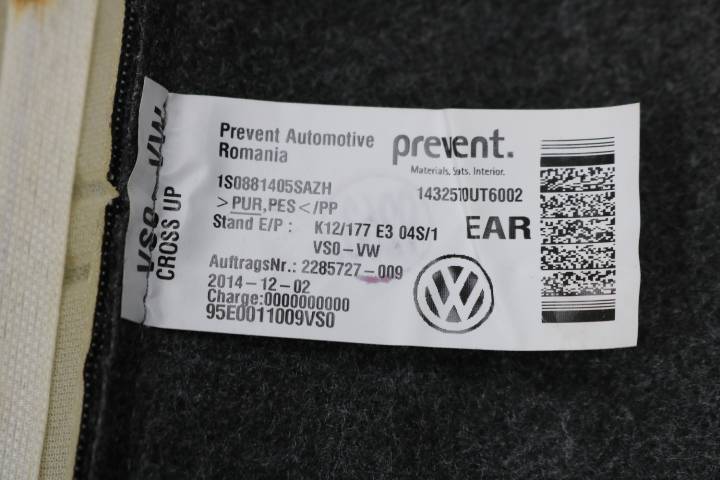 VS0-VW
CROSS UP
Prevent Automotive
Romania
prevent.
Materials. Seats. Interior.
1S0881405SAZH
1432570UT6002
>PUR,PES</PP
Stand E/P: K12/177 E3 04S/1
EAR
VS0-VW
AuftragsNr.: 2285727-009
2014-12-02
Charge:0000000000
95E0011009VS0